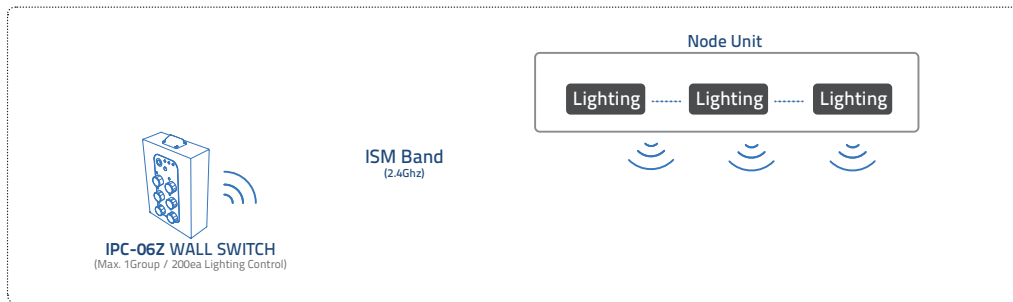 Node Unit
Lighting Lighting Lighting
ISM Band
(2.4Ghz)
IPC-06Z WALL SWITCH
(Max. 1Group / 200ea Lighting Control)